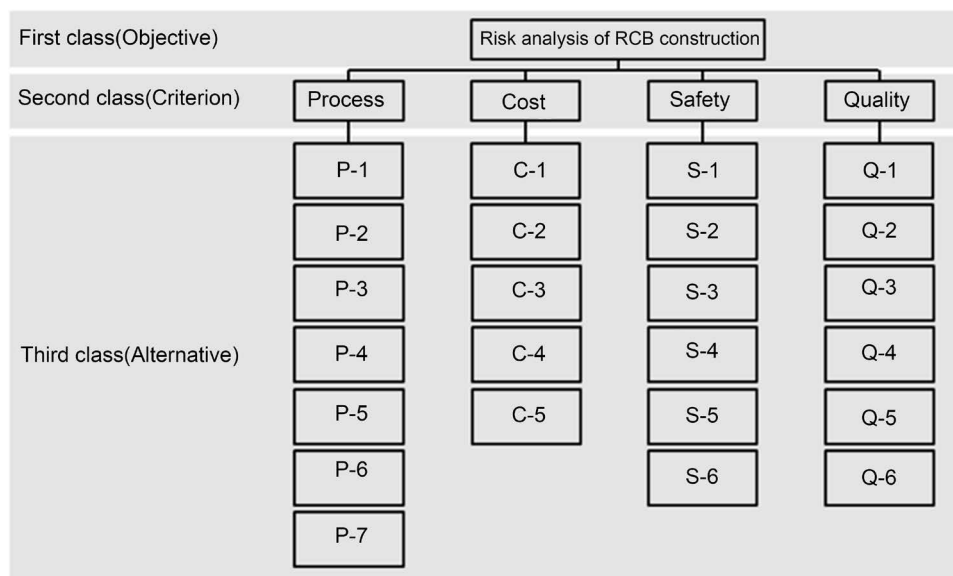 First class(Objective)
Risk analysis of RCB construction
Second class(Criterion)
Process
Cost
Safety
Quality
Third class(Alternative)
P-1
C-1
S-1
Q-1
P-2
C-2
S-2
Q-2
P-3
C-3
S-3
Q-3
P-4
C-4
S-4
Q-4
P-5
C-5
S-5
Q-5
P-6
S-6
Q-6
P-7